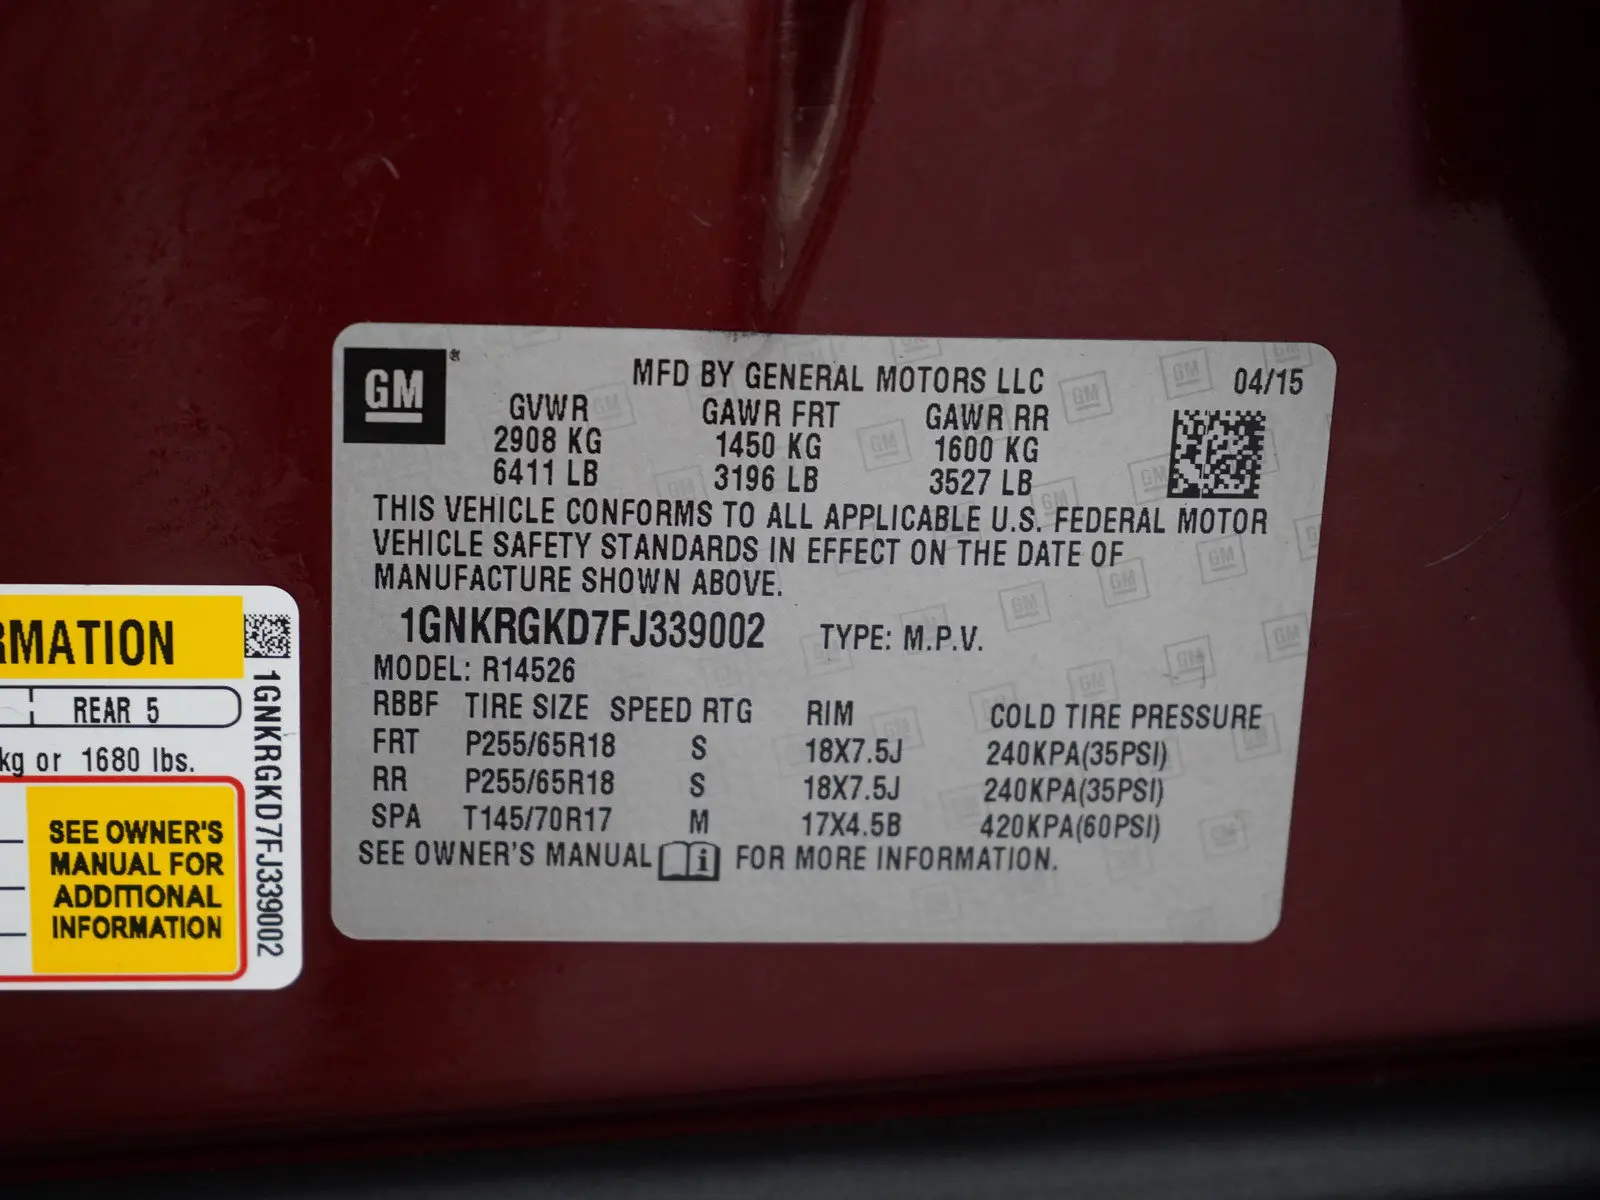 GM®
MFD BY GENERAL MOTORS LLC 04/15
GVWR GAWR FRT GAWR RR
2908 KG 1450 KG 1600 KG
6411 LB 3196 LB 3527 LB
THIS VEHICLE CONFORMS TO ALL APPLICABLE U.S. FEDERAL MOTOR
VEHICLE SAFETY STANDARDS IN EFFECT ON THE DATE OF
MANUFACTURE SHOWN ABOVE.
1GNKRGKD7FJ339002 TYPE: M.P.V.
MODEL: R14526
RBBF TIRE SIZE SPEED RTG RIM COLD TIRE PRESSURE
FRT P255/65R18 S 18X7.5J 240KPA(35PSI)
RR P255/65R18 S 18X7.5J 240KPA(35PSI)
SPA T145/70R17 M 17X4.5B 420KPA(60PSI)
SEE OWNER'S MANUAL i FOR MORE INFORMATION.
RMATION
REAR 5
kg or 1680 lbs.
SEE OWNER'S
MANUAL FOR
ADDITIONAL
INFORMATION
1GNKRGKD7FJ339002